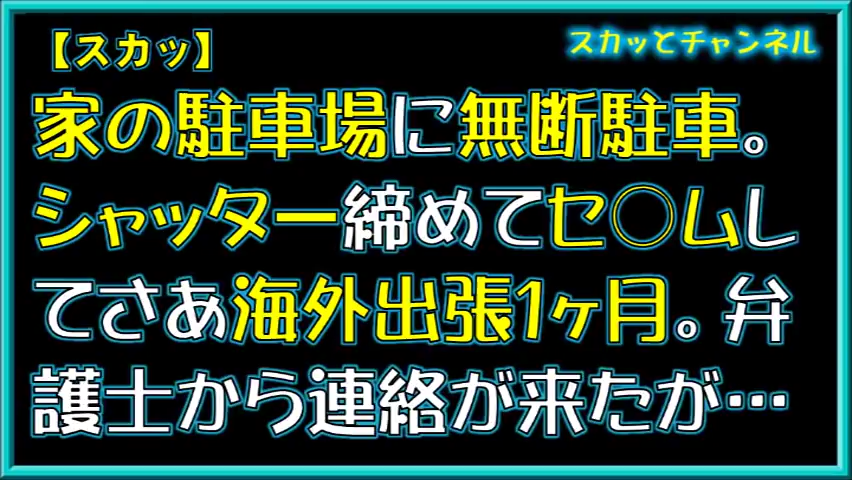 【スカッ】
スカッとチャンネル
家の駐車場に無断駐車。
シャッター締めてセ○ムし
てさあ海外出張1ヶ月。弁
護士から連絡が来たが…